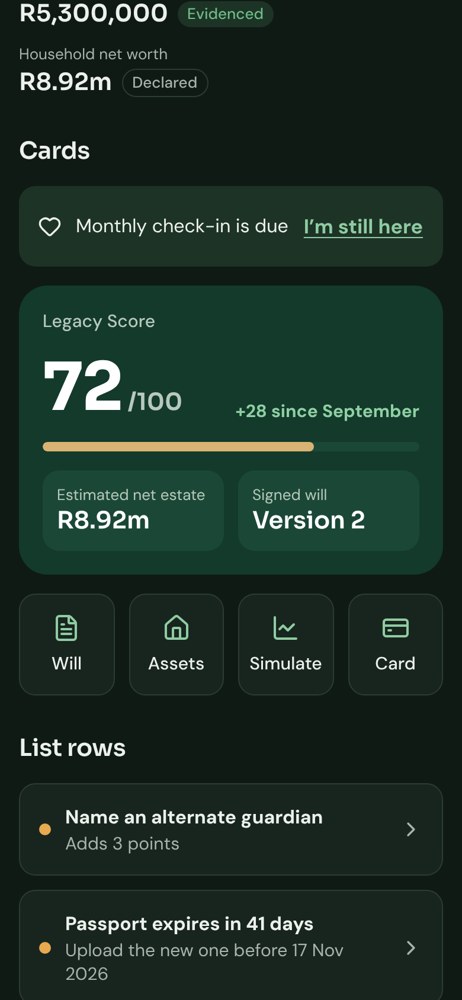 R5,300,000 Evidenced
Household net worth
R8.92m Declared
Cards
Monthly check-in is due I’m still here
Legacy Score
72 /100 +28 since September
Estimated net estate Signed will
R8.92m Version 2
Will Assets Simulate Card
List rows
Name an alternate guardian
Adds 3 points
Passport expires in 41 days
Upload the new one before 17 Nov
2026